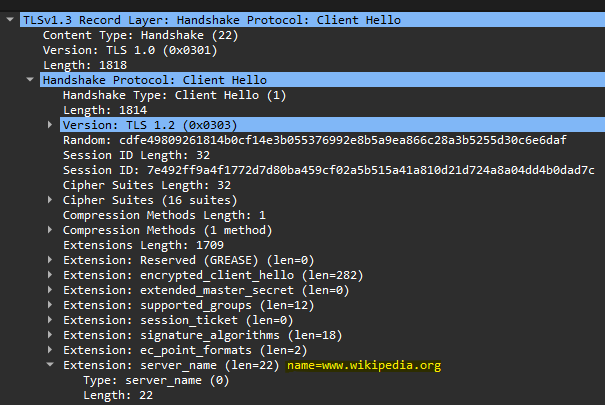 TLSv1.3 Record Layer: Handshake Protocol: Client Hello
Content Type: Handshake (22)
Version: TLS 1.0 (0x0301)
Length: 1818
Handshake Protocol: Client Hello
Handshake Type: Client Hello (1)
Length: 1814
Version: TLS 1.2 (0x0303)
Random: cdfe49809261814b0cf14e3b055376992e8b5a9ea866c28a3b5255d30c6e6daf
Session ID Length: 32
Session ID: 7e492ff9a4f1772d7d80ba459cf02a5b515a41a810d21d724a8a04dd4b0dad7c
Cipher Suites Length: 32
Cipher Suites (16 suites)
Compression Methods Length: 1
Compression Methods (1 method)
Extensions Length: 1709
Extension: Reserved (GREASE) (len=0)
Extension: encrypted_client_hello (len=282)
Extension: extended_master_secret (len=0)
Extension: supported_groups (len=12)
Extension: session_ticket (len=0)
Extension: signature_algorithms (len=18)
Extension: ec_point_formats (len=2)
Extension: server_name (len=22) name=www.wikipedia.org
Type: server_name (0)
Length: 22